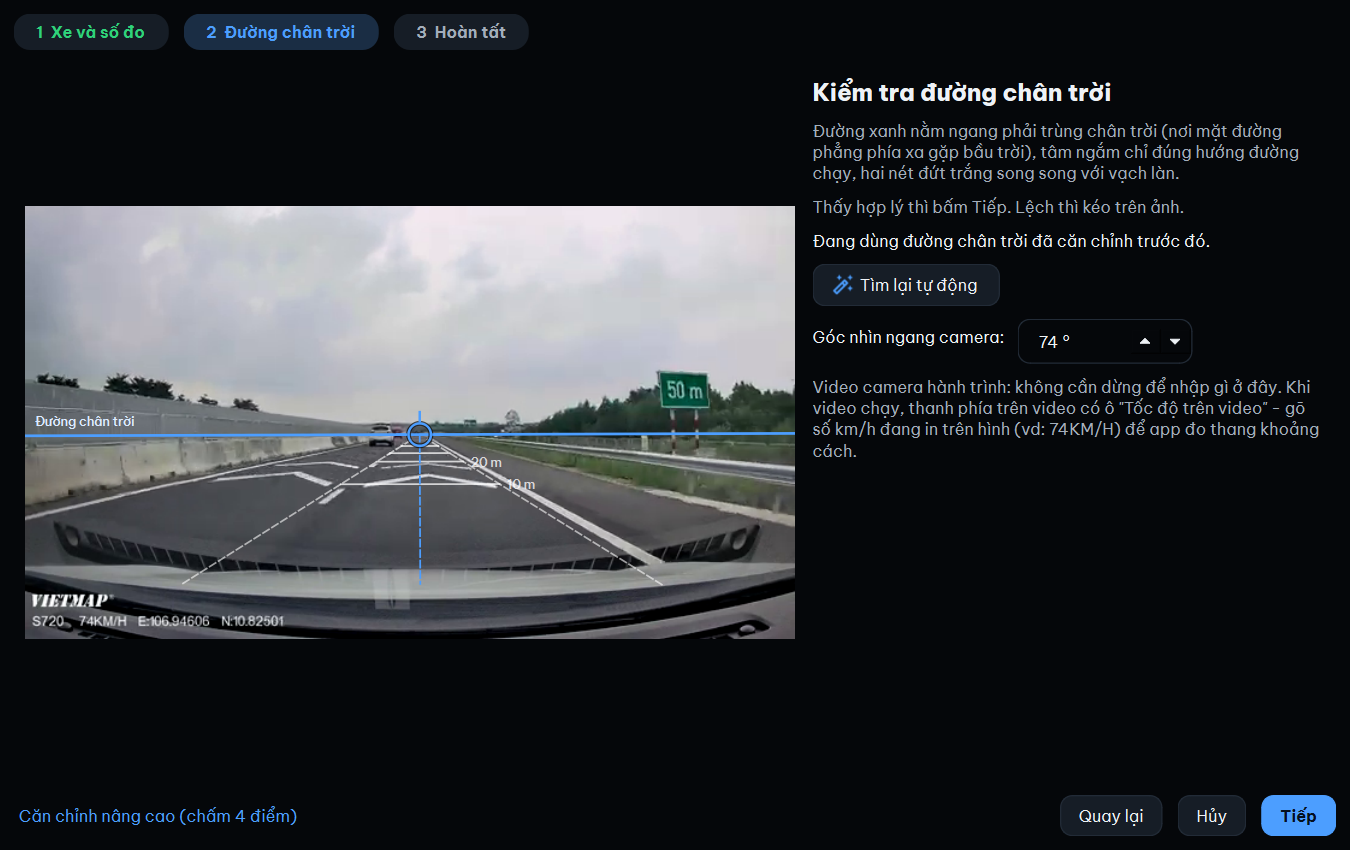 1 Xe và số đo
2 Đường chân trời
3 Hoàn tất
Kiểm tra đường chân trời
Đường xanh nằm ngang phải trùng chân trời (nơi mặt đường
phẳng phía xa gặp bầu trời), tâm ngắm chỉ đúng hướng đường
chạy, hai nét đứt trắng song song với vạch làn.
Thấy hợp lý thì bấm Tiếp. Lệch thì kéo trên ảnh.
Đang dùng đường chân trời đã căn chỉnh trước đó.
Tìm lại tự động
Góc nhìn ngang camera:
74 °
Video camera hành trình: không cần dừng để nhập gì ở đây. Khi
video chạy, thanh phía trên video có ô "Tốc độ trên video" - gõ
số km/h đang in trên hình (vd: 74KM/H) để app đo thang khoảng
cách.
50 m
Đường chân trời
20 m
10 m
VIETMAP
S720 74KM/H E:106.94606 N:10.82501
Căn chỉnh nâng cao (chấm 4 điểm)
Quay lại
Hủy
Tiếp